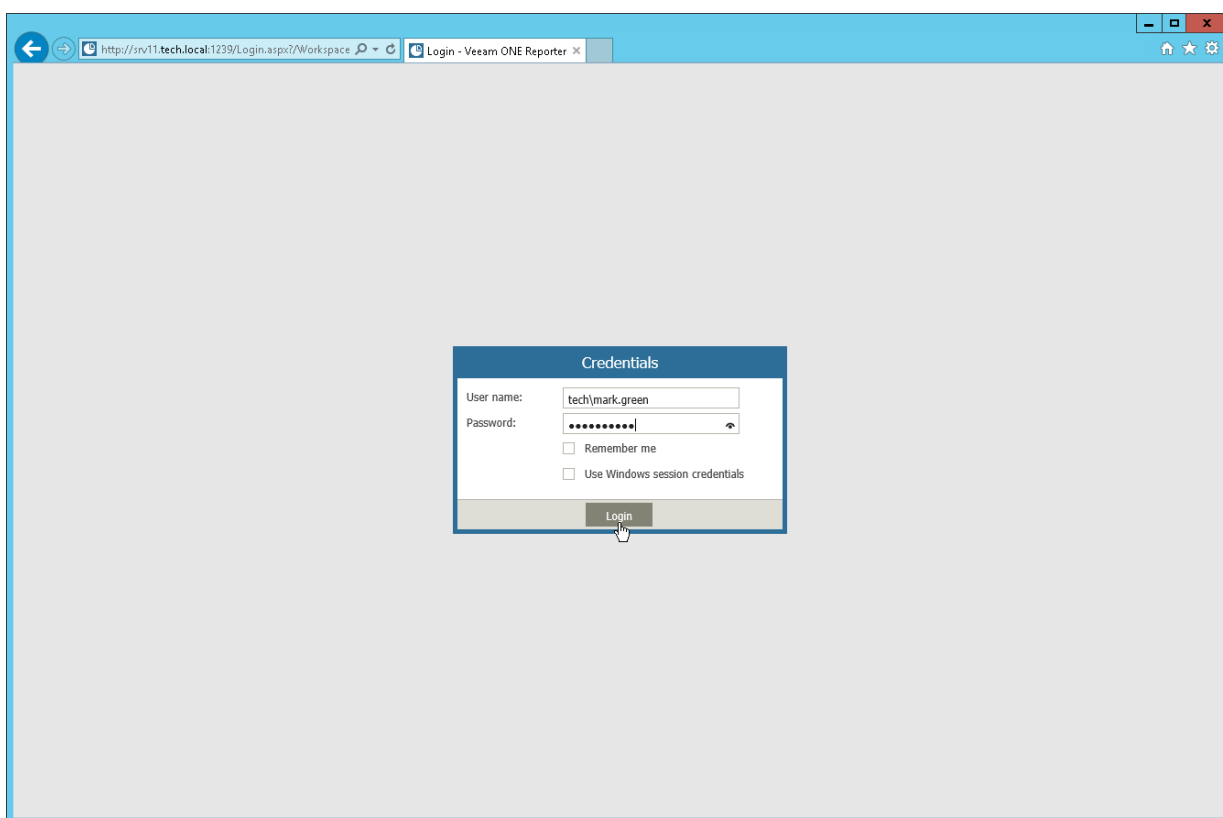 http://srv11.tech.local:1239/Login.aspx?/Workspace
Login - Veeam ONE Reporter
Credentials
User name:
tech\mark.green
Password:
••••••••••
Remember me
Use Windows session credentials
Login